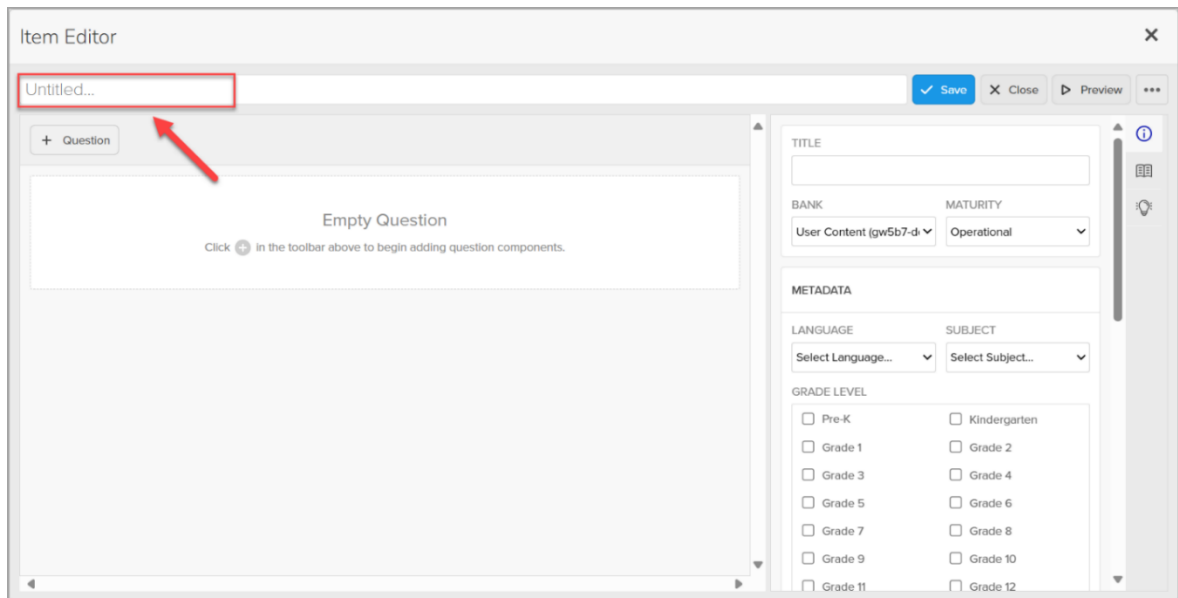 Item Editor
Untitled...
Save
Close
Preview
+ Question
Empty Question
Click + in the toolbar above to begin adding question components.
TITLE
BANK
MATURITY
User Content (gw5b7-d
Operational
METADATA
LANGUAGE
SUBJECT
Select Language...
Select Subject...
GRADE LEVEL
Pre-K
Kindergarten
Grade 1
Grade 2
Grade 3
Grade 4
Grade 5
Grade 6
Grade 7
Grade 8
Grade 9
Grade 10
Grade 11
Grade 12